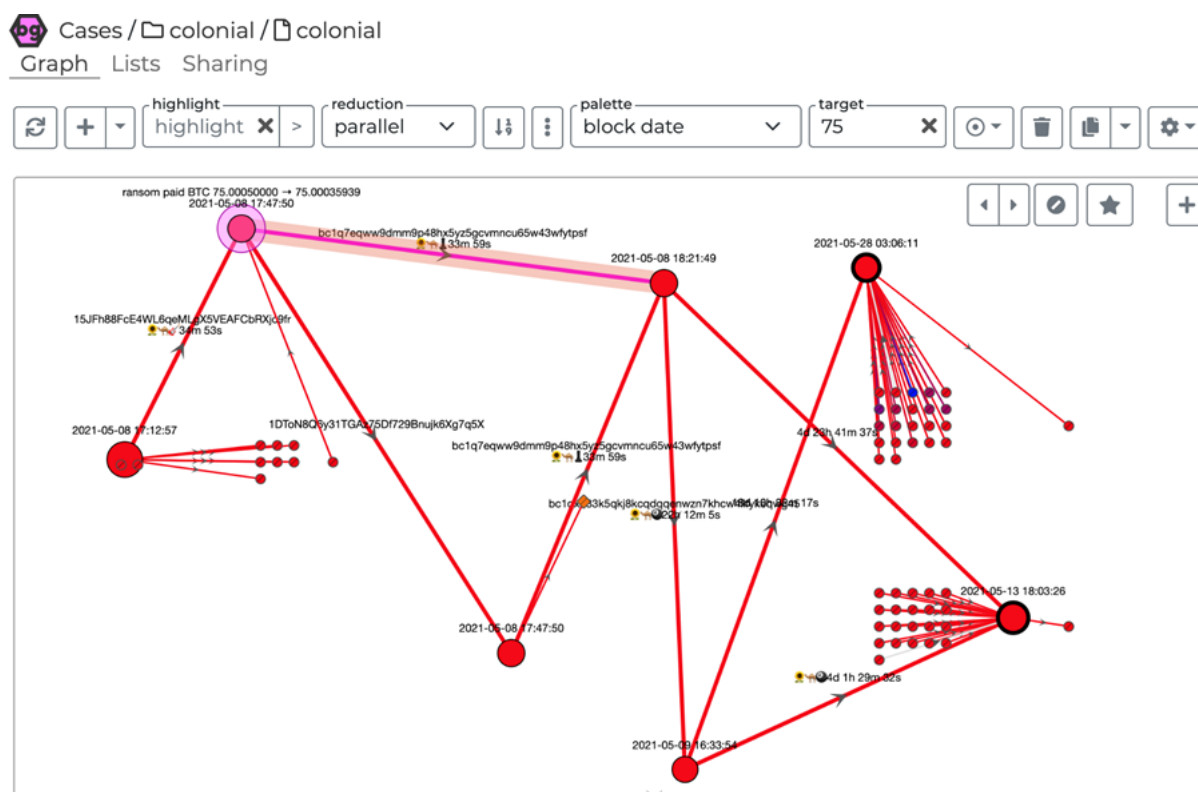 bg Cases / colonial / colonial
Graph Lists Sharing
highlight reduction palette target
highlight > parallel block date 75
ransom paid BTC 75.00050000 → 75.00035939
2021-05-08 17:47:50
bc1q7eqww9dmm9p48hx5yz5gcvmncu65w43wfytpsf
33m 59s
2021-05-08 18:21:49
2021-05-28 03:06:11
34m 53s
2021-05-08 17:12:57
bc1q7eqww9dmm9p48hx5yz5gcvmncu65w43wfytpsf
33m 59s
4d 23h 41m 37s
12m 5s
2021-05-08 17:47:50
2021-05-13 18:03:26
4d 1h 29m 32s
2021-05-09 16:33:54